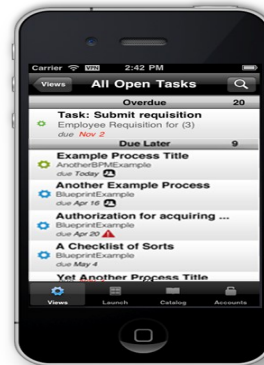 Carrier VPN 2:42 PM
Views All Open Tasks
Overdue 20
Task: Submit requisition
Employee Requisition for (3)
due Nov 2
Due Later 9
Example Process Title
AnotherBPMExample
due Today
Another Example Process
BlueprintExample
due Apr 16
Authorization for acquiring ...
BlueprintExample
due Apr 20
A Checklist of Sorts
BlueprintExample
due May 4
Yet Another Process Title
Views Launch Catalog Accounts